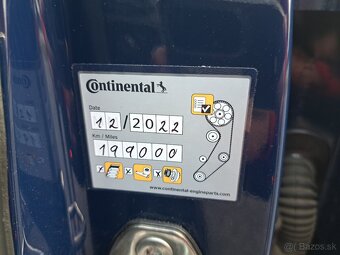 Continental
Date
12/2022
Km / Miles
199000
x x x
www.continental-engineparts.com
bazos.sk